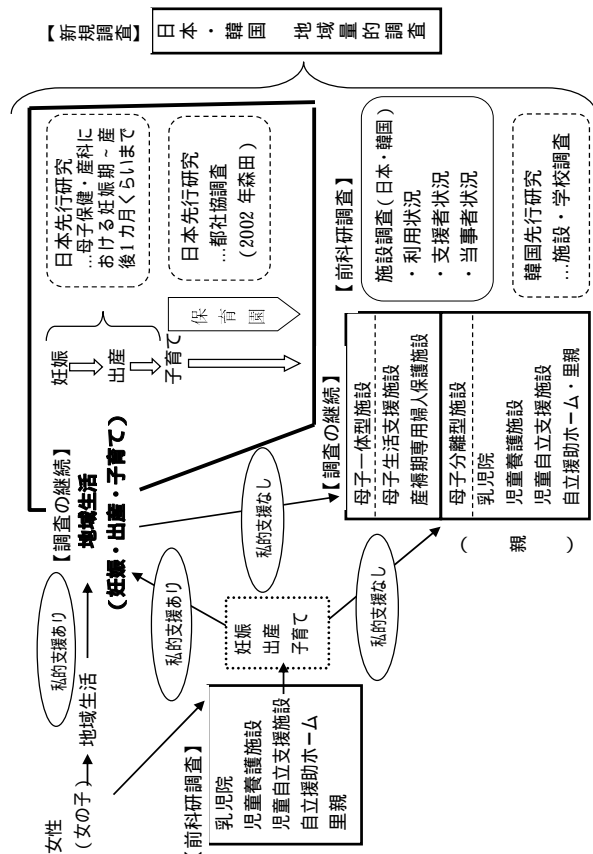 【新規調査】
日本・韓国　地域量的調査
日本先行研究
…母子保健・産科に
おける妊娠期~産
後1カ月くらいまで
日本先行研究
…都社協調査
(2002 年森田)
妊娠
出産
子育て
保育園
【前科研調査】
施設調査(日本・韓国)
・利用状況
・支援者状況
・当事者状況
韓国先行研究
…施設・学校調査
【調査の継続】
地域生活
(妊娠・出産・子育て)
【調査の継続】
母子一体型施設
母子生活支援施設
産褥期専用婦人保護施設
母子分離型施設
乳児院
児童養護施設
児童自立支援施設
自立援助ホーム・里親
(親)
私的支援あり
私的支援なし
私的支援あり
私的支援なし
妊娠
出産
子育て
女性
(女の子)
地域生活
【前科研調査】
乳児院
児童養護施設
児童自立支援施設
自立援助ホーム
里親